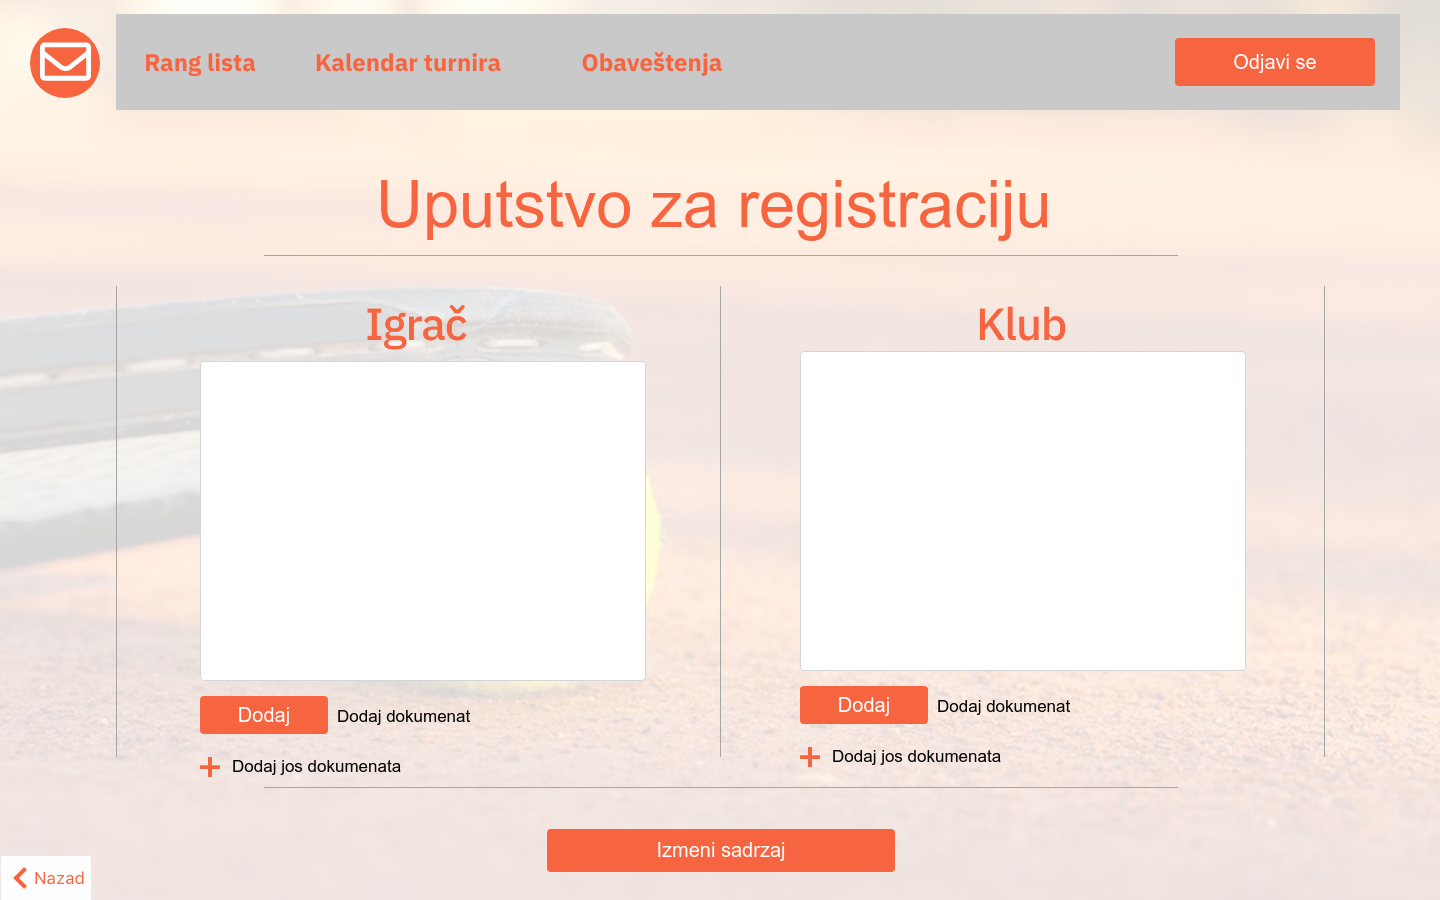 Rang lista
Kalendar turnira
Obaveštenja
Odjavi se
Uputstvo za registraciju
Igrač
Dodaj
Dodaj dokumenat
Dodaj jos dokumenata
Klub
Dodaj
Dodaj dokumenat
Dodaj jos dokumenata
Izmeni sadrzaj
Nazad